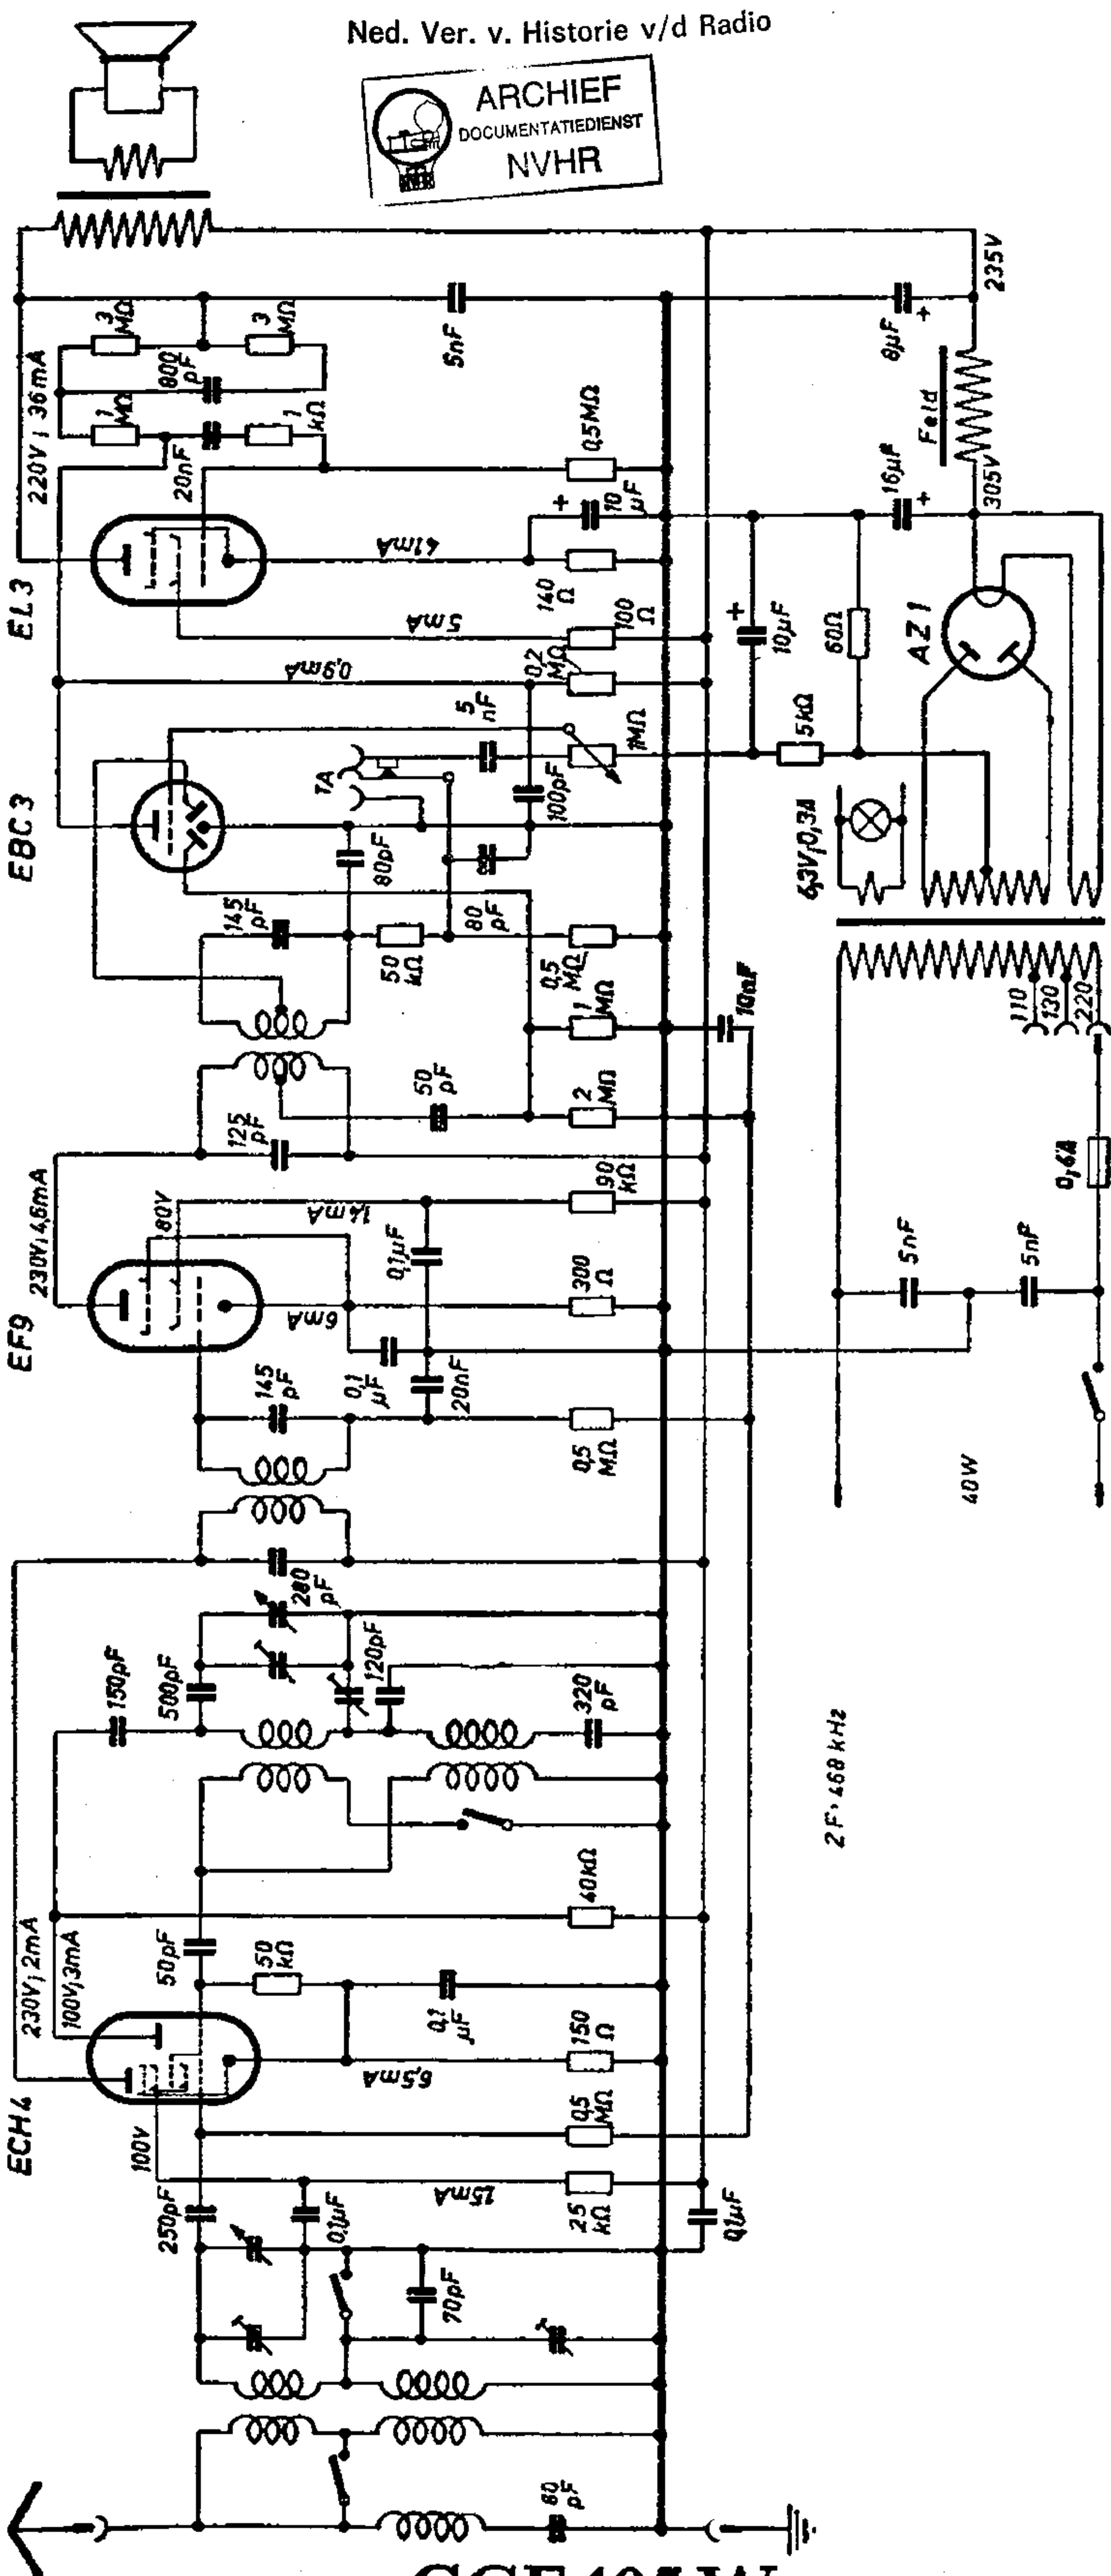 Ned. Ver. v. Historie v/d Radio
ARCHIEF
DOCUMENTATIEDIENST
NVHR
ECH4
EF9
EBC3
EL3
230V; 2mA
100V; 3mA
100V
250pF
0,1µF
70pF
60
pF
25
kΩ
0,1µF
0,5
MΩ
150
Ω
6,5mA
0,1
µF
50
kΩ
50pF
40kΩ
150pF
500pF
280
pF
120pF
320
pF
230V; 4,6mA
80V
1,4mA
6mA
145
pF
0,1
µF
20nF
0,1µF
0,5
MΩ
300
Ω
90
kΩ
125
pF
50
pF
2
MΩ
1
MΩ
10nF
145
pF
50
kΩ
80pF
80
pF
0,5
MΩ
TA
5
nF
100pF
1MΩ
0,2
MΩ
0,9mA
5mA
100
Ω
41mA
140
Ω
10
µF
+
0,5MΩ
220V; 36mA
1
MΩ
20nF
1
kΩ
3
MΩ
800
pF
3
MΩ
5nF
8µF
+
235V
Feld
16µF
+
305V
10µF
+
60Ω
5kΩ
AZ1
6,3V; 0,3A
110
130
220
0,6A
5nF
5nF
40W
ZF: 468 kHz